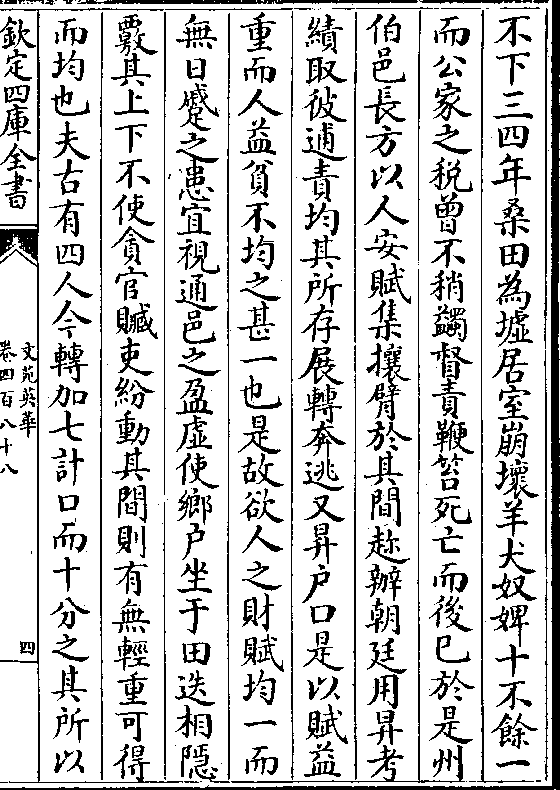 不下三四年桑田為墟居室崩壞羊犬奴婢十不餘一
而公家之税曾不稍蠲督責鞭笞死亡而後已於是州
伯邑長方以人安賦集攘臂於其間趂辦朝廷用昇考
績取彼逋責均其所存展轉奔逃又昇户口是以賦益
重而人益貧不均之甚一也是故欲人之財賦均一而
無日蹙之患宜視通邑之盈虚使鄉户坐于田迭相隱
覈其上下不使貪官贓吏紛動其間則有無輕重可得
而均也夫古有四人今轉加七計口而十分之其所以
欽定四庫全書
文苑英華
卷四百八十八
四